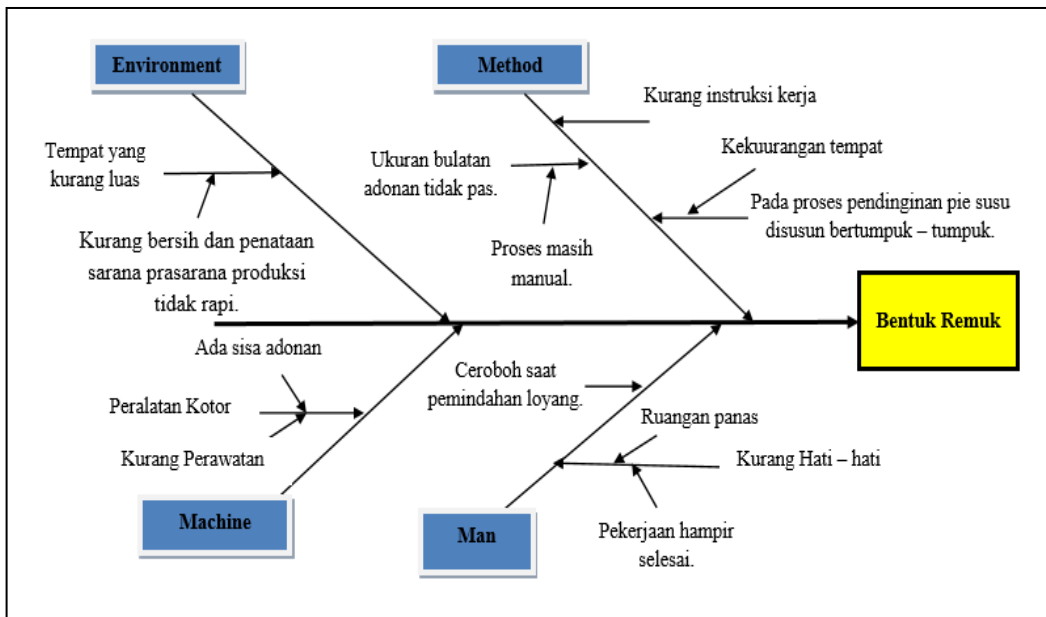 Environment
Method
Kurang instruksi kerja
Tempat yang
kurang luas
Ukuran bulatan
adonan tidak pas.
Kekuurangan tempat
Pada proses pendinginan pie susu
disusun bertumpuk – tumpuk.
Kurang bersih dan penataan
sarana prasarana produksi
tidak rapi.
Proses masih
manual.
Bentuk Remuk
Ada sisa adonan
Peralatan Kotor
Kurang Perawatan
Ceroboh saat
pemindahan loyang.
Ruangan panas
Kurang Hati – hati
Pekerjaan hampir
selesai.
Machine
Man